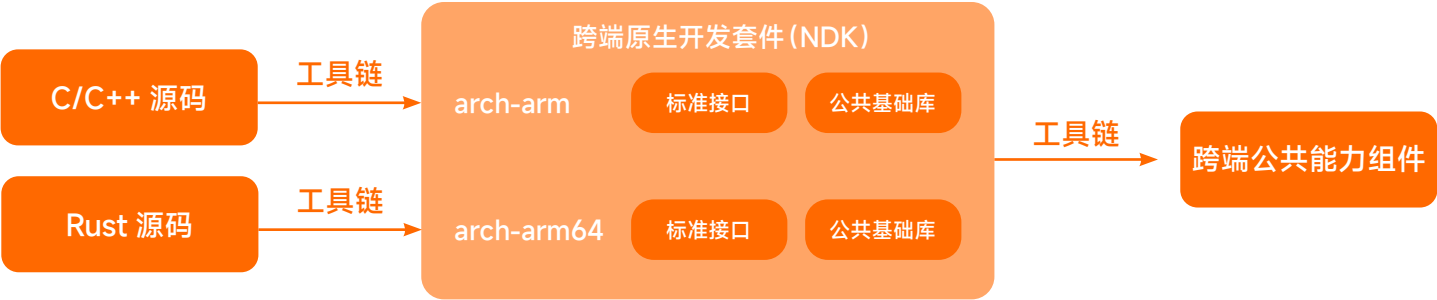 跨端原生开发套件（NDK）
C/C++ 源码
工具链
arch-arm
标准接口
公共基础库
工具链
跨端公共能力组件
Rust 源码
工具链
arch-arm64
标准接口
公共基础库